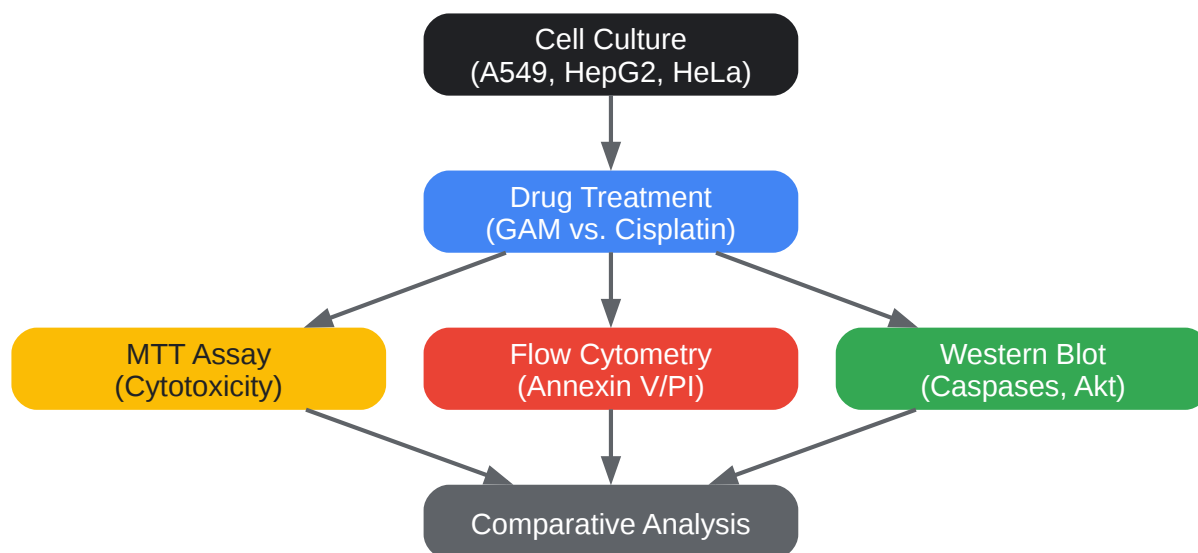 Cell Culture
(A549, HepG2, HeLa)
Drug Treatment
(GAM vs. Cisplatin)
MTT Assay
(Cytotoxicity)
Flow Cytometry
(Annexin V/PI)
Western Blot
(Caspases, Akt)
Comparative Analysis